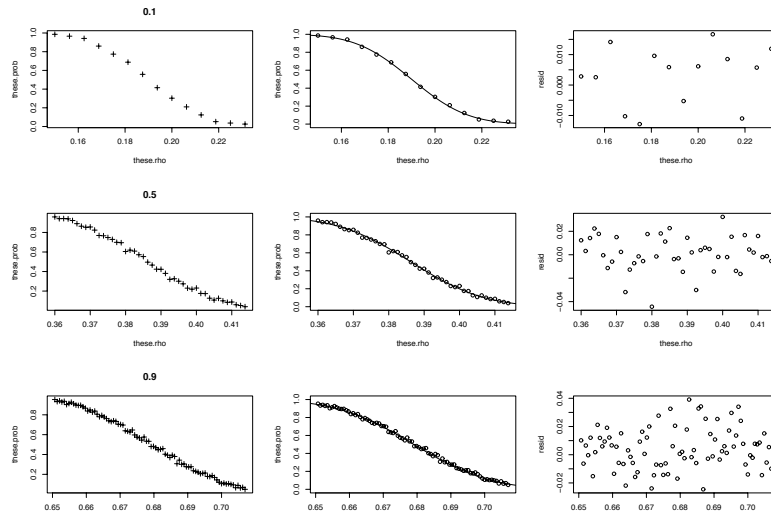 0.1
these.prob
0.0 0.2 0.4 0.6 0.8 1.0
0.16 0.18 0.20 0.22
these.rho
these.prob
0.0 0.2 0.4 0.6 0.8 1.0
0.16 0.18 0.20 0.22
these.rho
resid
-0.010 0.000 0.010
0.16 0.18 0.20 0.22
these.rho
0.5
these.prob
0.2 0.4 0.6 0.8
0.36 0.37 0.38 0.39 0.40 0.41
these.rho
these.prob
0.0 0.2 0.4 0.6 0.8 1.0
0.36 0.37 0.38 0.39 0.40 0.41
these.rho
resid
-0.04 0.00 0.02
0.36 0.37 0.38 0.39 0.40 0.41
these.rho
0.9
these.prob
0.2 0.4 0.6 0.8
0.65 0.66 0.67 0.68 0.69 0.70
these.prob
0.0 0.2 0.4 0.6 0.8 1.0
0.65 0.66 0.67 0.68 0.69 0.70
resid
-0.02 0.00 0.02 0.04
0.65 0.66 0.67 0.68 0.69 0.70